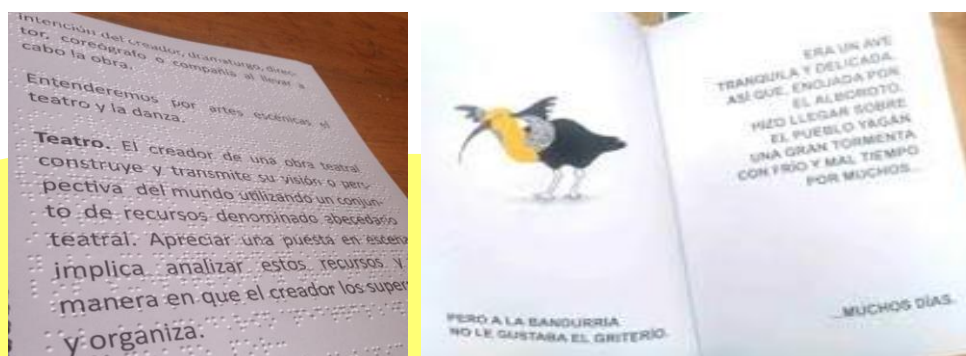 intención del creador, dramaturgo, direc-
tor, coreógrafo o compañía al llevar a
cabo la obra.
Entenderemos por artes escénicas el
teatro y la danza.
Teatro. El creador de una obra teatral
construye y transmite su visión o pers-
pectiva del mundo utilizando un conjun-
to de recursos denominado abecedario
teatral. Apreciar una puesta en escena
implica analizar estos recursos y
manera en que el creador los super
y organiza.
PERO A LA BANDURRIA
NO LE GUSTABA EL GRITERÍO.
ERA UN AVE
TRANQUILA Y DELICADA.
ASÍ QUE, ENOJADA POR
EL ALBOROTO,
HIZO LLEGAR SOBRE
EL PUEBLO YAGÁN
UNA GRAN TORMENTA
CON FRÍO Y MAL TIEMPO
POR MUCHOS...
...MUCHOS DÍAS.